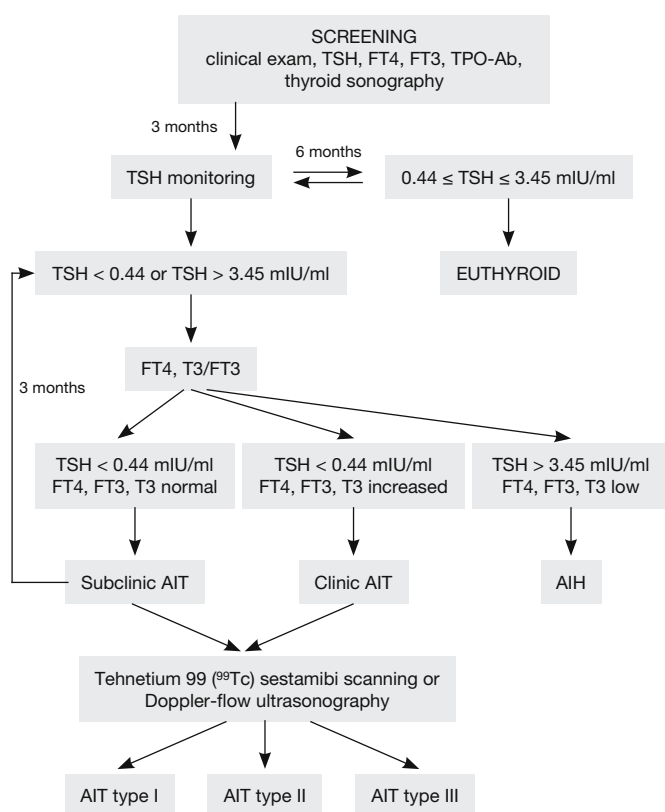 SCREENING
clinical exam, TSH, FT4, FT3, TPO-Ab,
thyroid sonography
3 months
6 months
TSH monitoring
0.44 ≤ TSH ≤ 3.45 mIU/ml
TSH < 0.44 or TSH > 3.45 mIU/ml
EUTHYROID
FT4, T3/FT3
3 months
TSH < 0.44 mIU/ml
FT4, FT3, T3 normal
TSH < 0.44 mIU/ml
FT4, FT3, T3 increased
TSH > 3.45 mIU/ml
FT4, FT3, T3 low
Subclinic AIT
Clinic AIT
AIH
Tehnetium 99 (⁹⁹Tc) sestamibi scanning or
Doppler-flow ultrasonography
AIT type I
AIT type II
AIT type III